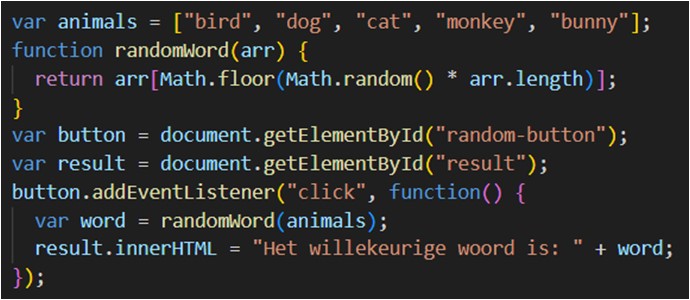 var animals = ["bird", "dog", "cat", "monkey", "bunny"];
function randomWord(arr) {
  return arr[Math.floor(Math.random() * arr.length)];
}
var button = document.getElementById("random-button");
var result = document.getElementById("result");
button.addEventListener("click", function() {
  var word = randomWord(animals);
  result.innerHTML = "Het willekeurige woord is: " + word;
});